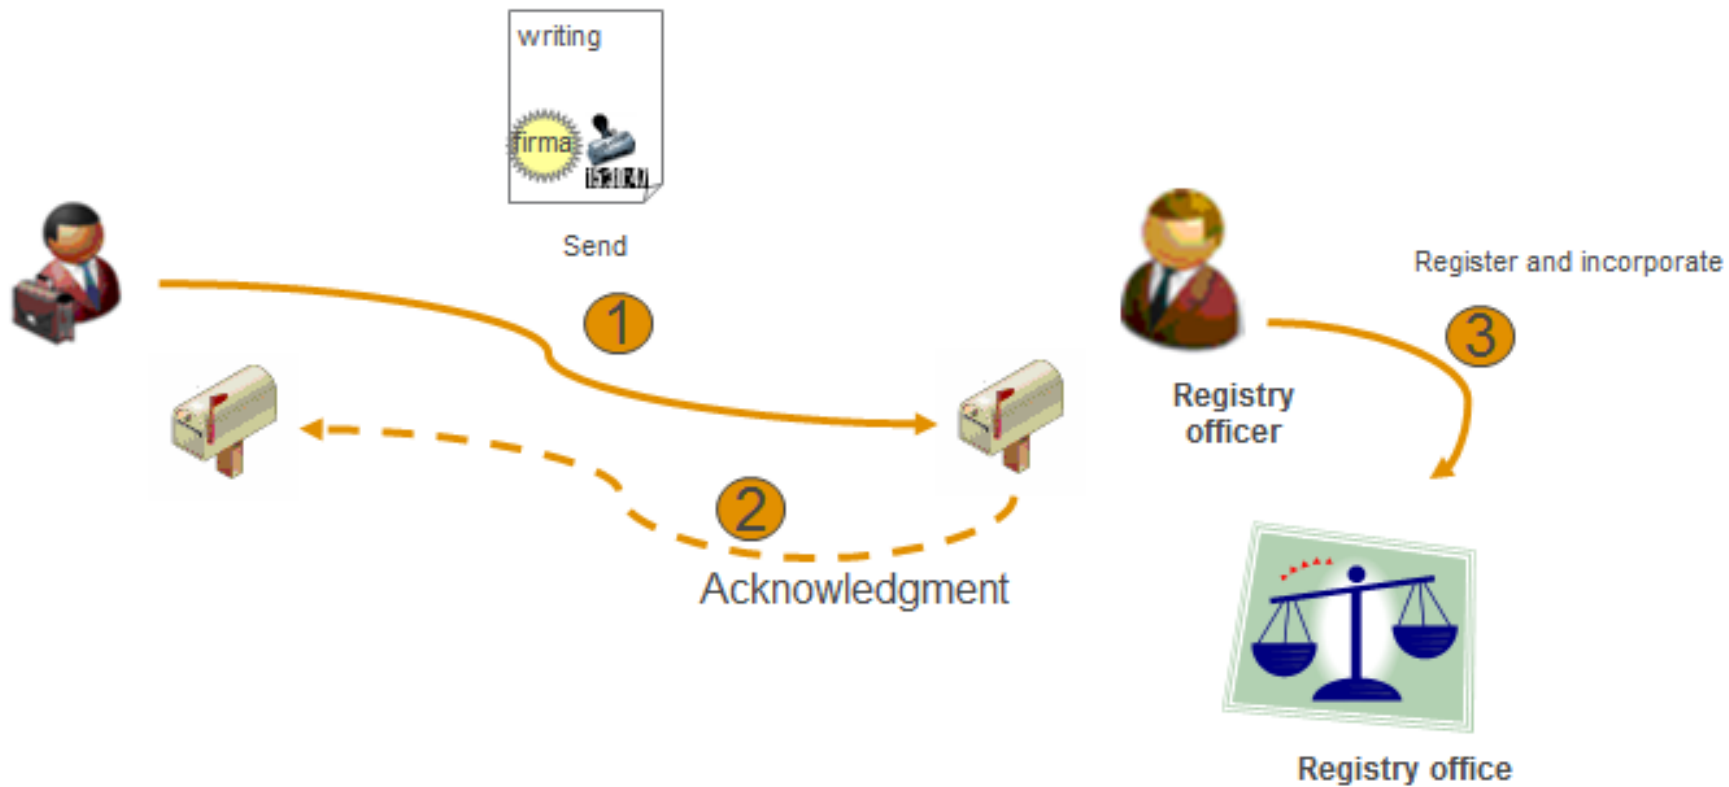 writing
firma
Send
1
Register and incorporate
3
Registry
officer
2
Acknowledgment
Registry office